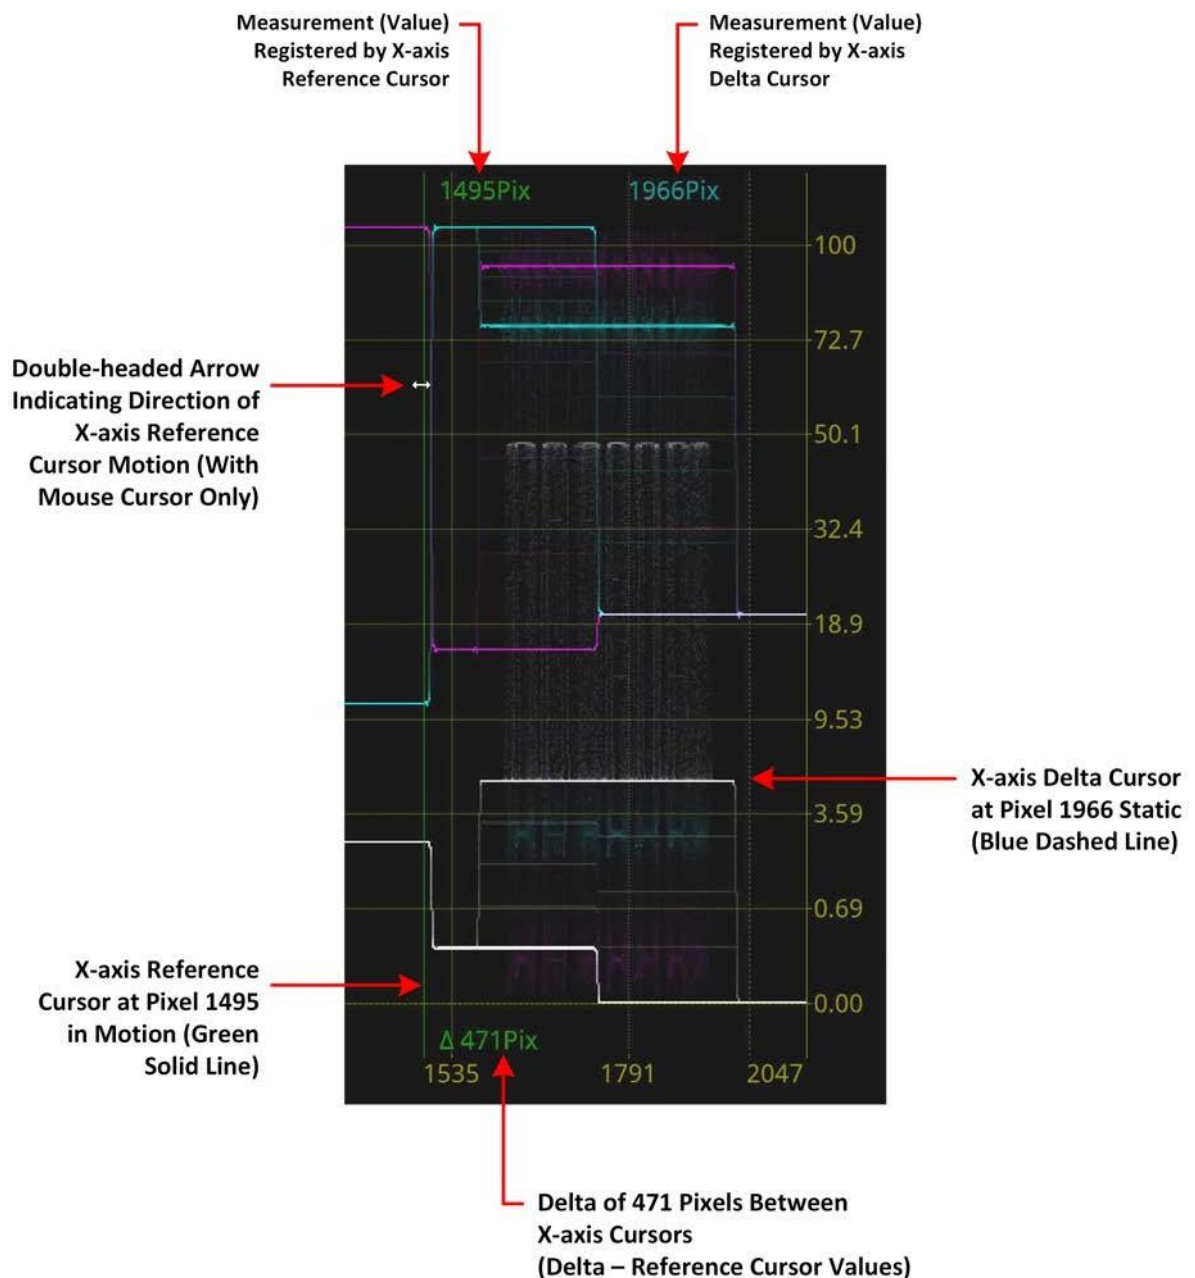 Measurement (Value)
Registered by X-axis
Reference Cursor
Measurement (Value)
Registered by X-axis
Delta Cursor
1495Pix
1966Pix
100
72.7
50.1
32.4
18.9
9.53
3.59
0.69
0.00
Double-headed Arrow
Indicating Direction of
X-axis Reference
Cursor Motion (With
Mouse Cursor Only)
X-axis Delta Cursor
at Pixel 1966 Static
(Blue Dashed Line)
X-axis Reference
Cursor at Pixel 1495
in Motion (Green
Solid Line)
Δ 471Pix
1535
1791
2047
Delta of 471 Pixels Between
X-axis Cursors
(Delta – Reference Cursor Values)